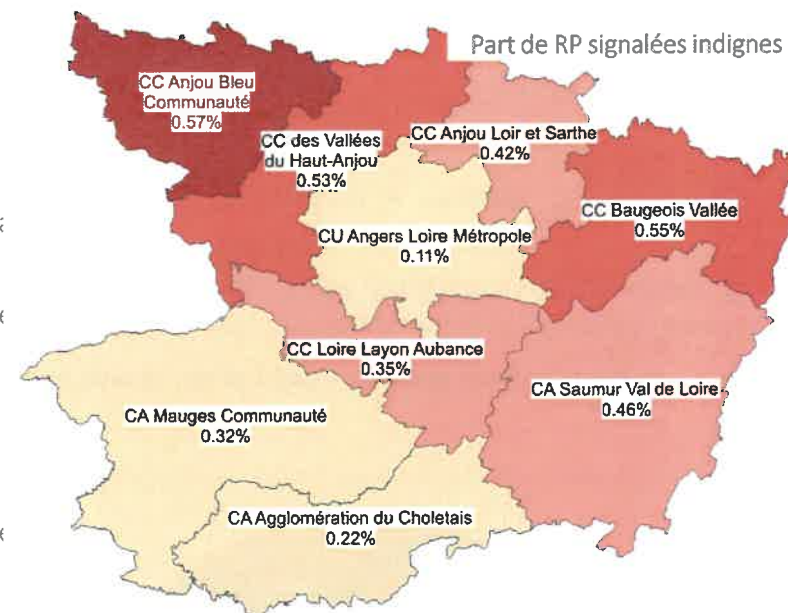 Part de RP signalées indignes
CC Anjou Bleu
Communauté
0.57%
CC des Vallées
du Haut-Anjou
0.53%
CC Anjou Loir et Sarthe
0.42%
CC Baugeois Vallée
0.55%
CU Angers Loire Métropole
0.11%
CC Loire Layon Aubance
0.35%
CA Saumur Val de Loire
0.46%
CA Mauges Communauté
0.32%
CA Agglomération du Choletais
0.22%